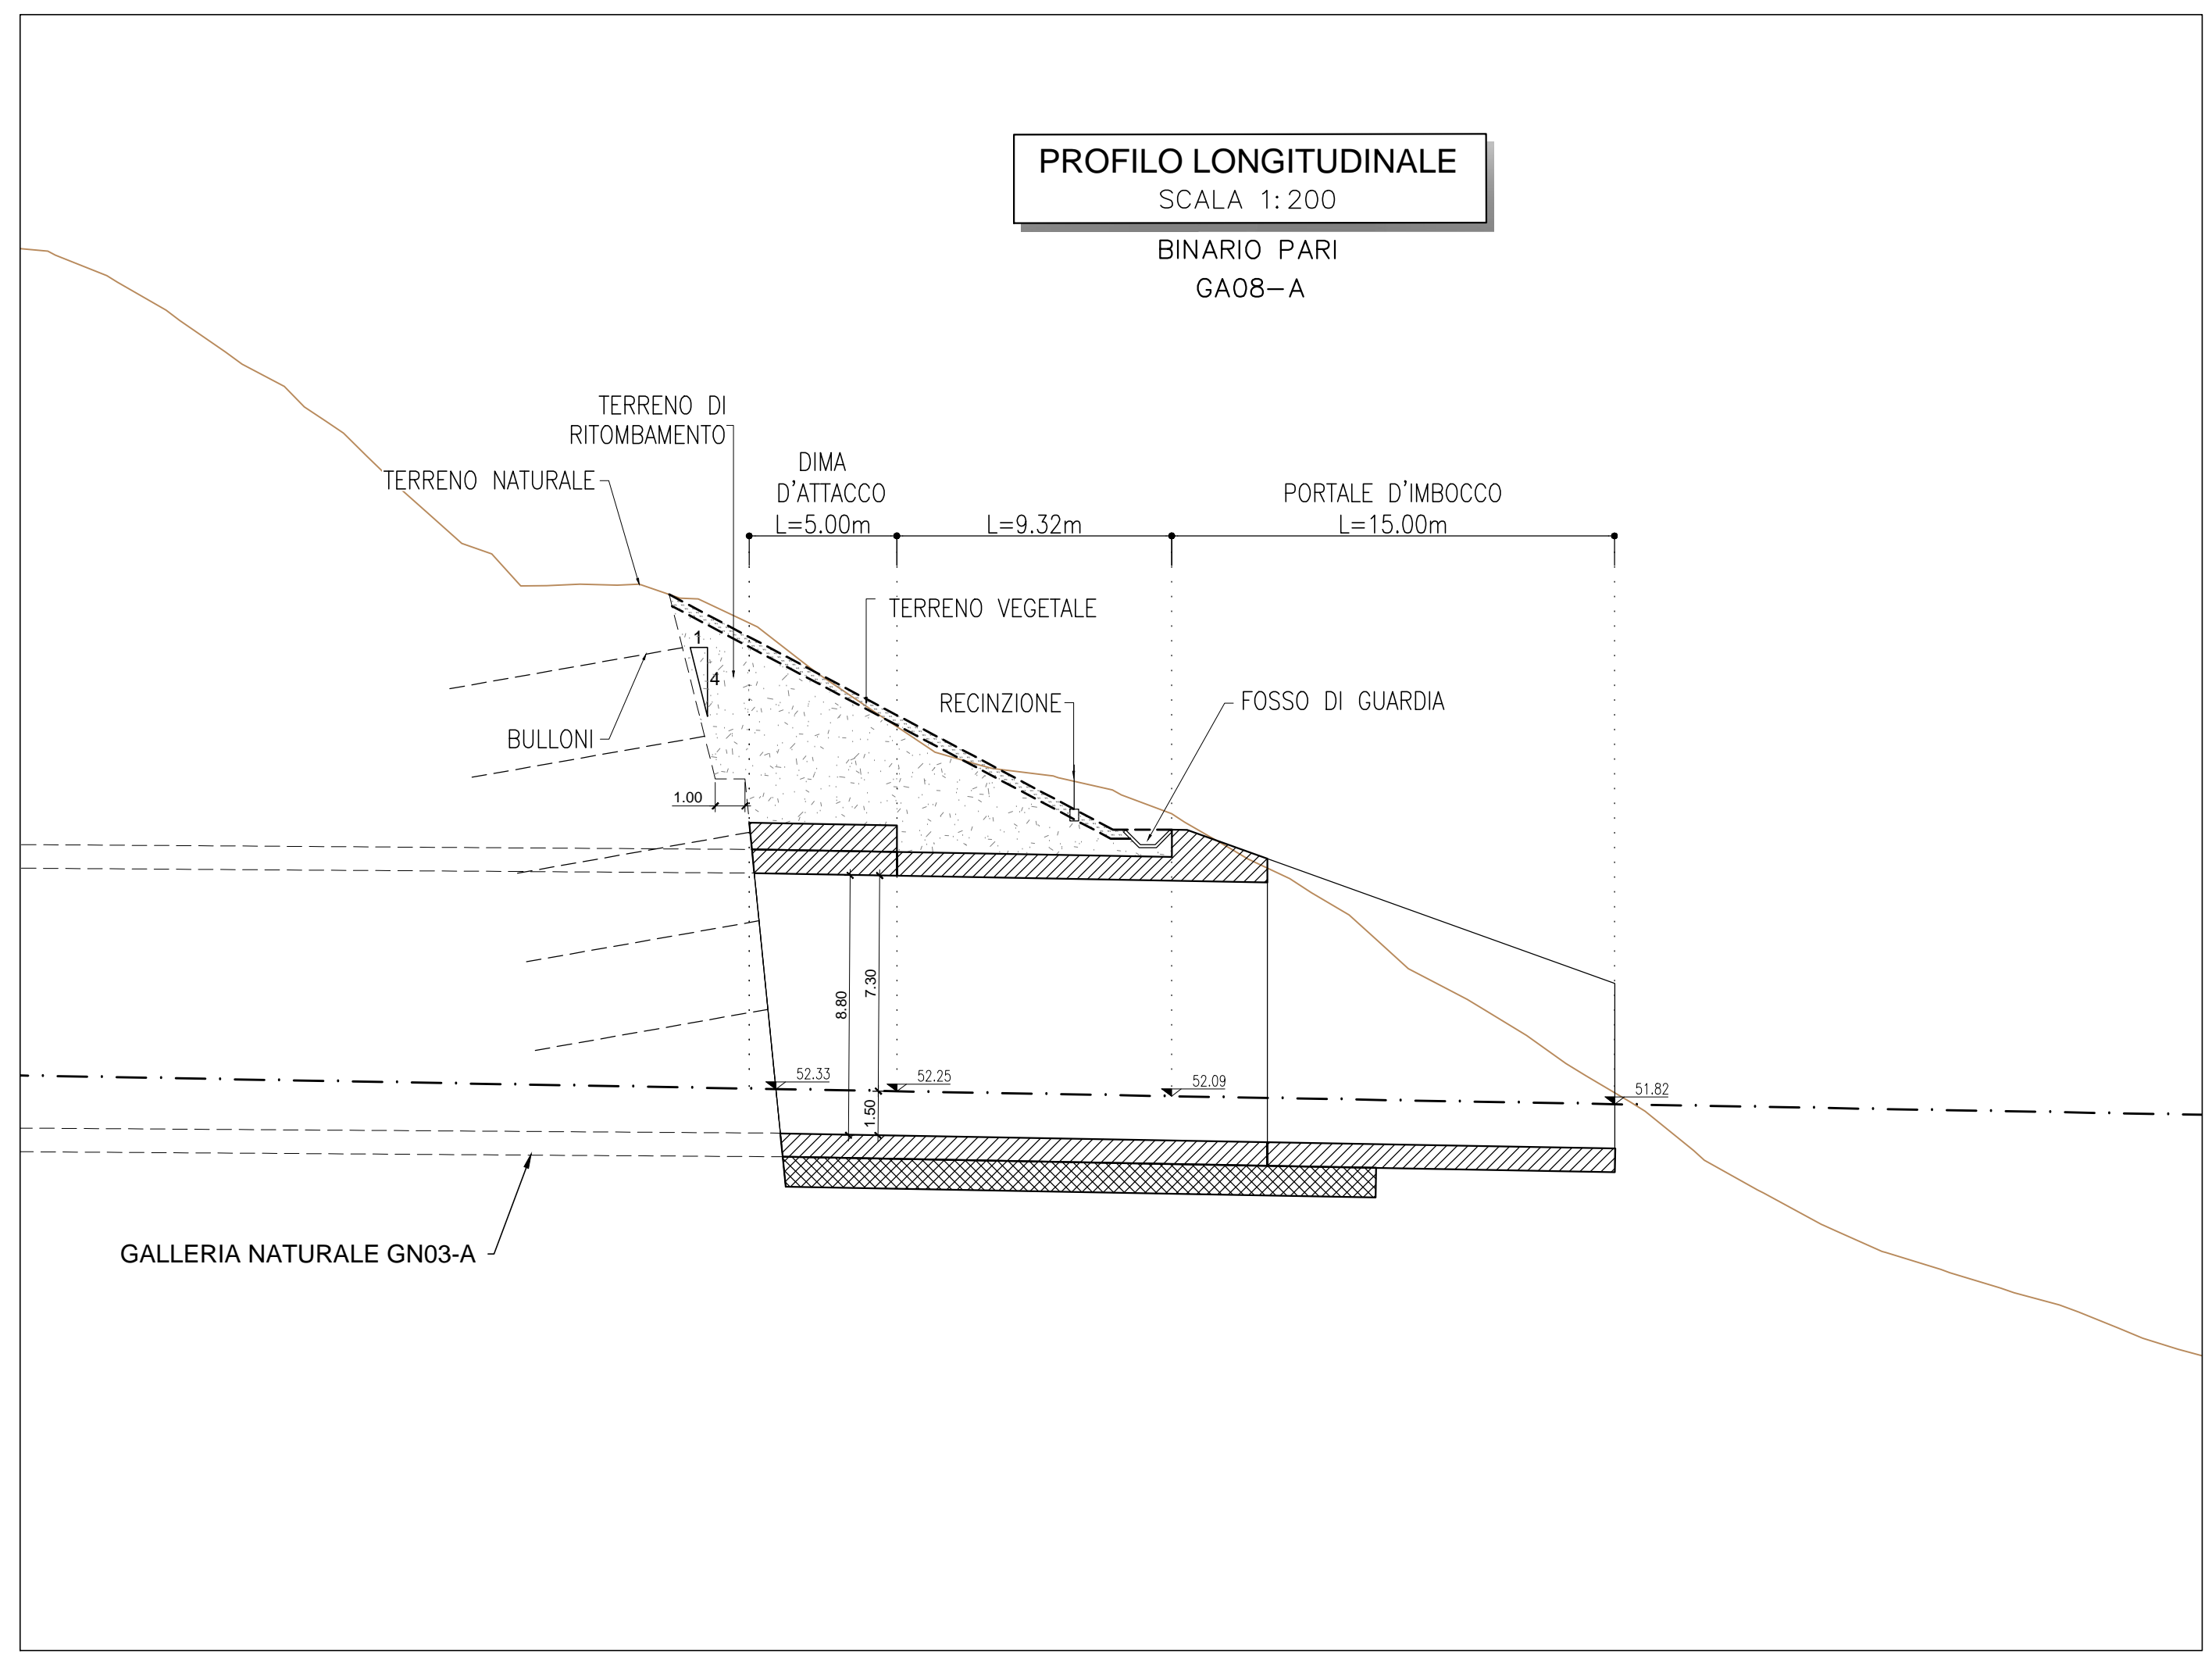 PROFILO LONGITUDINALE
SCALA 1:200
BINARIO PARI
GA08-A
TERRENO DI
RITOMBAMENTO
TERRENO NATURALE
DIMA
D'ATTACCO
L=5.00m
L=9.32m
PORTALE D'IMBOCCO
L=15.00m
TERRENO VEGETALE
1
4
RECINZIONE
FOSSO DI GUARDIA
BULLONI
1.00
8.80
7.30
1.50
52.33
52.25
52.09
51.82
GALLERIA NATURALE GN03-A